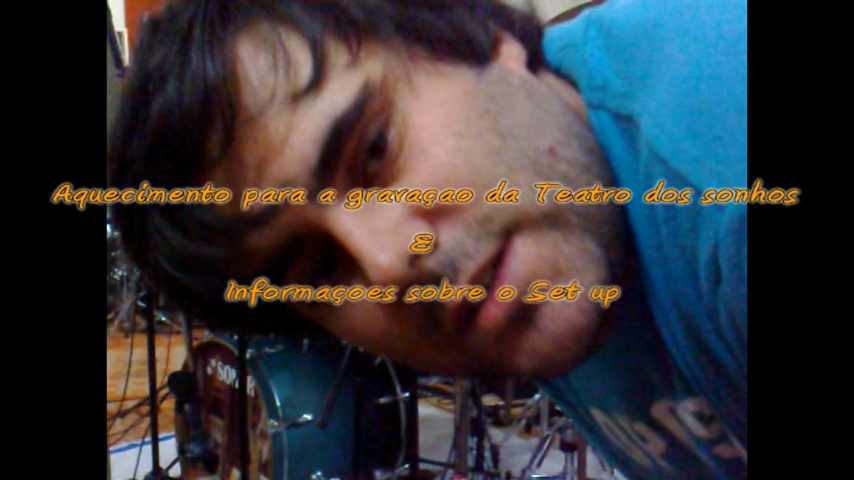 Aquecimento para a gravaçao da Teatro dos sonhos
&
Informaçoes sobre o Set up